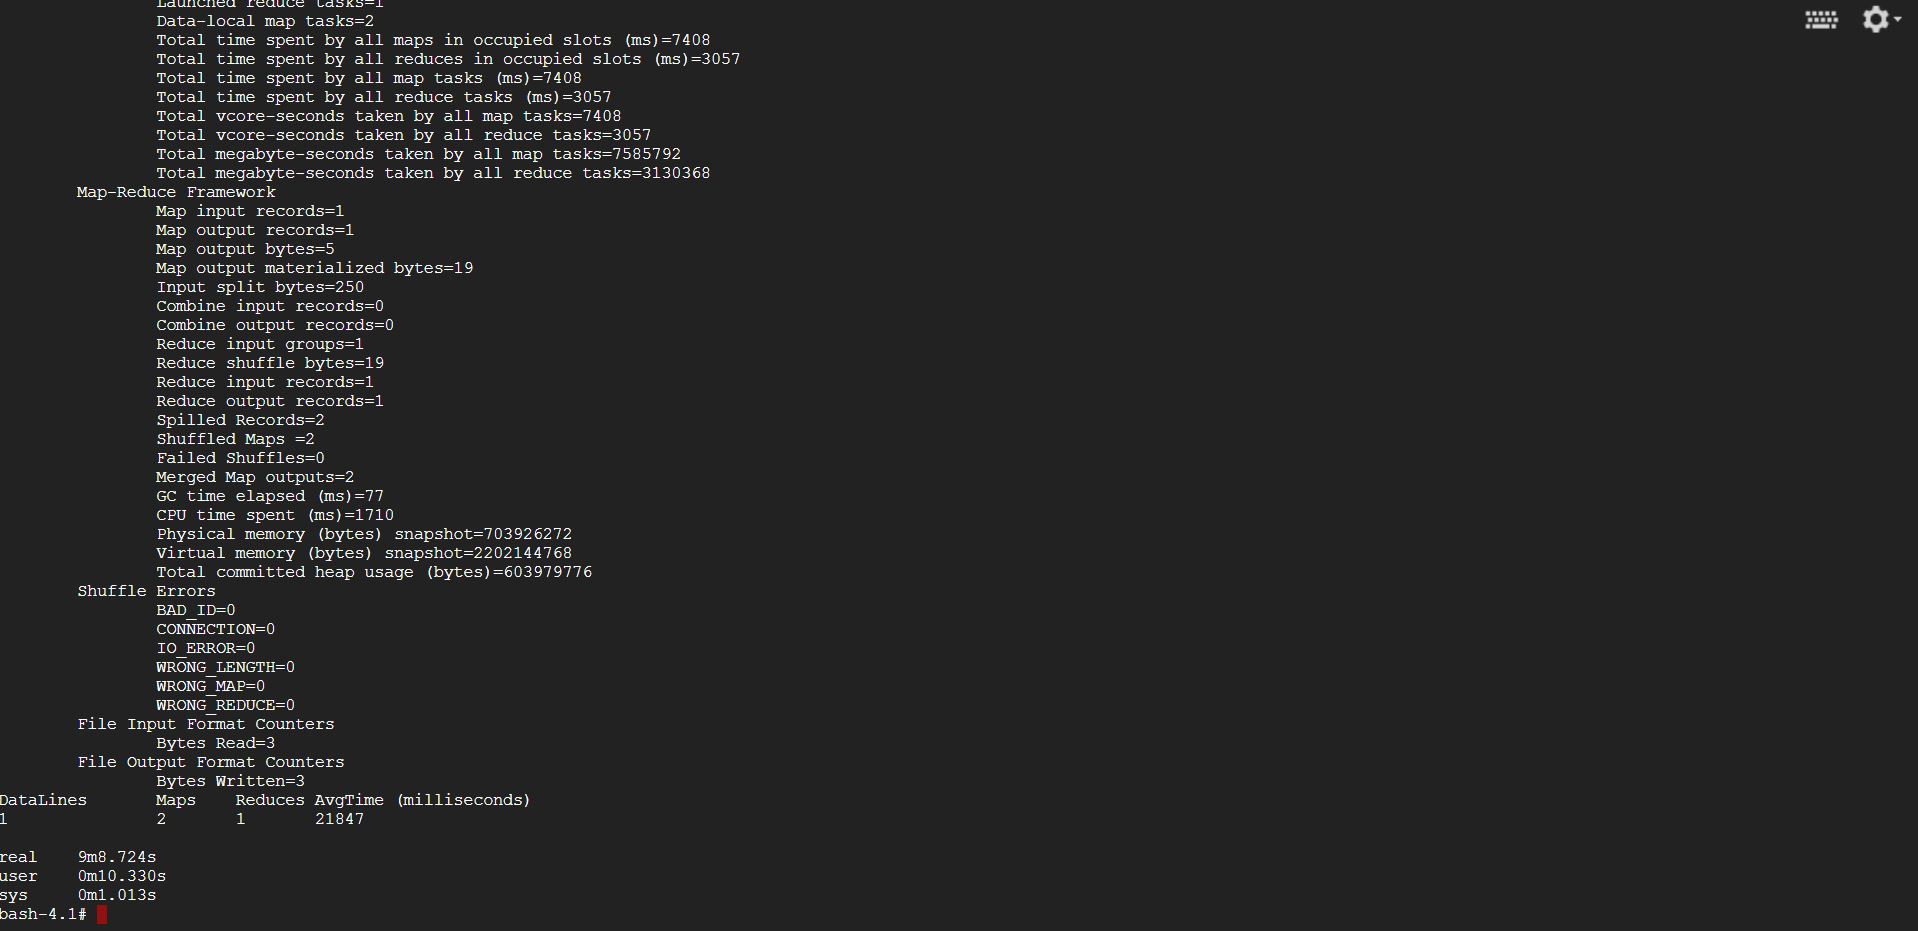 Launched reduce tasks=1
Data-local map tasks=2
Total time spent by all maps in occupied slots (ms)=7408
Total time spent by all reduces in occupied slots (ms)=3057
Total time spent by all map tasks (ms)=7408
Total time spent by all reduce tasks (ms)=3057
Total vcore-seconds taken by all map tasks=7408
Total vcore-seconds taken by all reduce tasks=3057
Total megabyte-seconds taken by all map tasks=7585792
Total megabyte-seconds taken by all reduce tasks=3130368
Map-Reduce Framework
Map input records=1
Map output records=1
Map output bytes=5
Map output materialized bytes=19
Input split bytes=250
Combine input records=0
Combine output records=0
Reduce input groups=1
Reduce shuffle bytes=19
Reduce input records=1
Reduce output records=1
Spilled Records=2
Shuffled Maps =2
Failed Shuffles=0
Merged Map outputs=2
GC time elapsed (ms)=77
CPU time spent (ms)=1710
Physical memory (bytes) snapshot=703926272
Virtual memory (bytes) snapshot=2202144768
Total committed heap usage (bytes)=603979776
Shuffle Errors
BAD_ID=0
CONNECTION=0
IO_ERROR=0
WRONG_LENGTH=0
WRONG_MAP=0
WRONG_REDUCE=0
File Input Format Counters
Bytes Read=3
File Output Format Counters
Bytes Written=3
DataLines Maps Reduces AvgTime (milliseconds)
1 2 1 21847
real 9m8.724s
user 0m10.330s
sys 0m1.013s
bash-4.1#